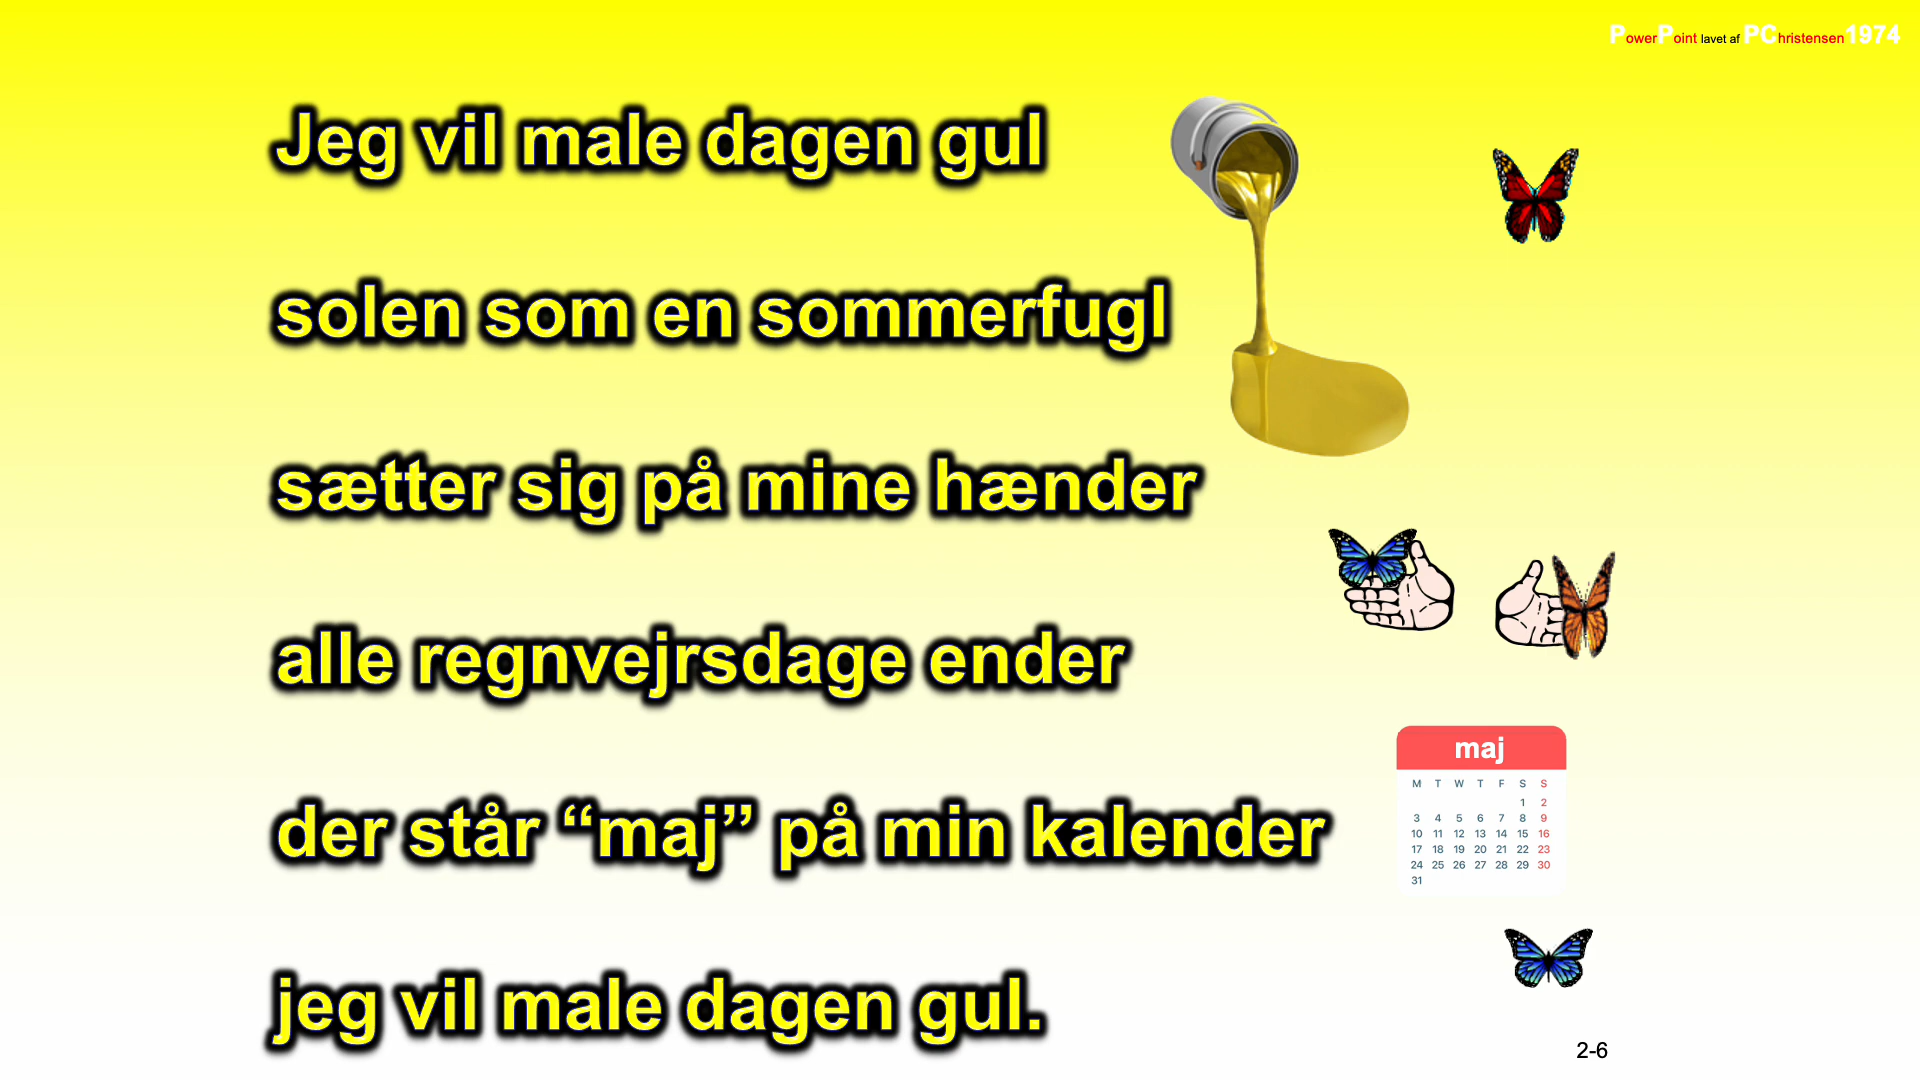 PowerPoint lavet af PChristensen1974
Jeg vil male dagen gul
solen som en sommerfugl
sætter sig på mine hænder
alle regnvejrsdage ender
der står “maj” på min kalender
jeg vil male dagen gul.
maj
M T W T F S S
1 2
3 4 5 6 7 8 9
10 11 12 13 14 15 16
17 18 19 20 21 22 23
24 25 26 27 28 29 30
31
2-6